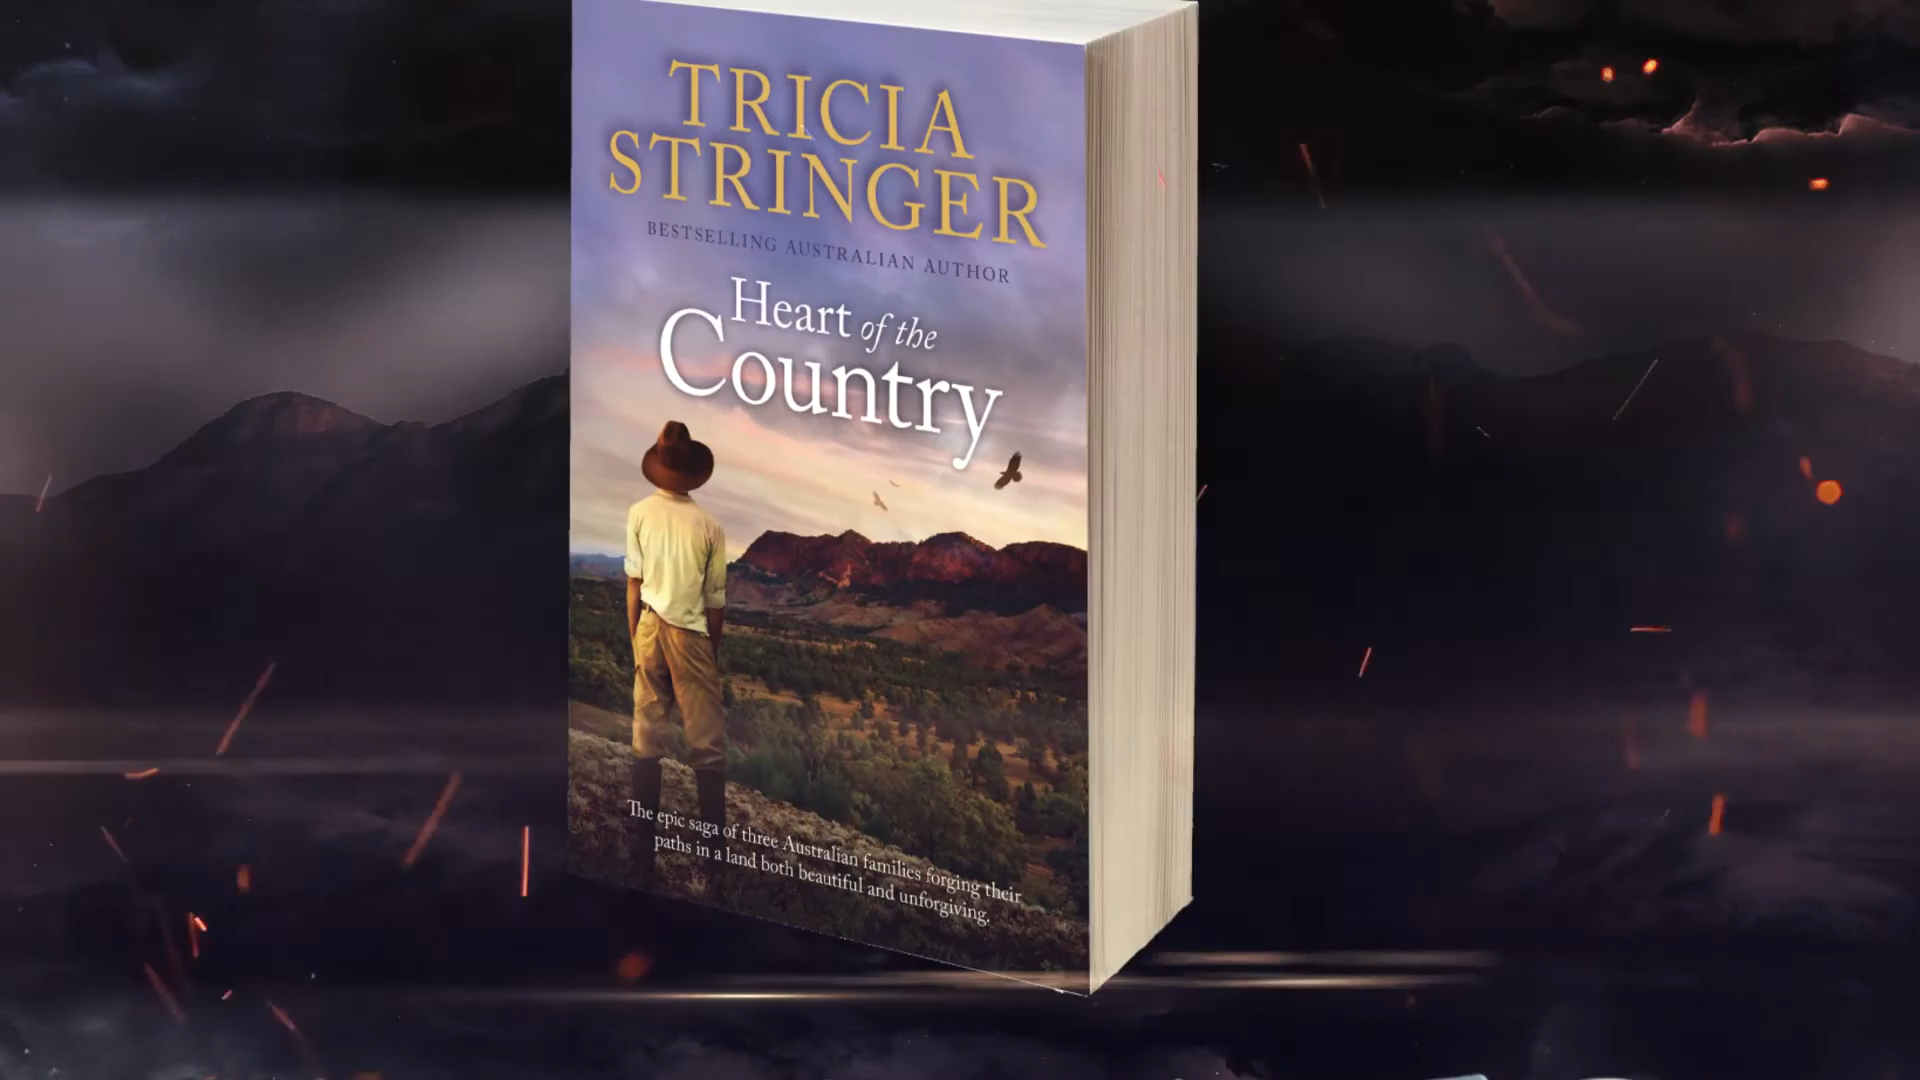 TRICIA
STRINGER
BESTSELLING AUSTRALIAN AUTHOR
Heart of the
Country
The epic saga of three Australian families forging their
paths in a land both beautiful and unforgiving.